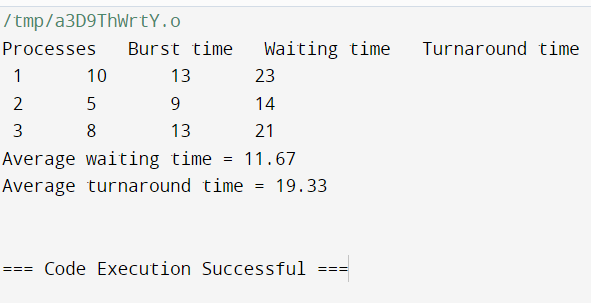 /tmp/a3D9ThWrtY.o
Processes   Burst time   Waiting time   Turnaround time
 1      10      13      23
 2      5       9       14
 3      8       13      21
Average waiting time = 11.67
Average turnaround time = 19.33
=== Code Execution Successful ===